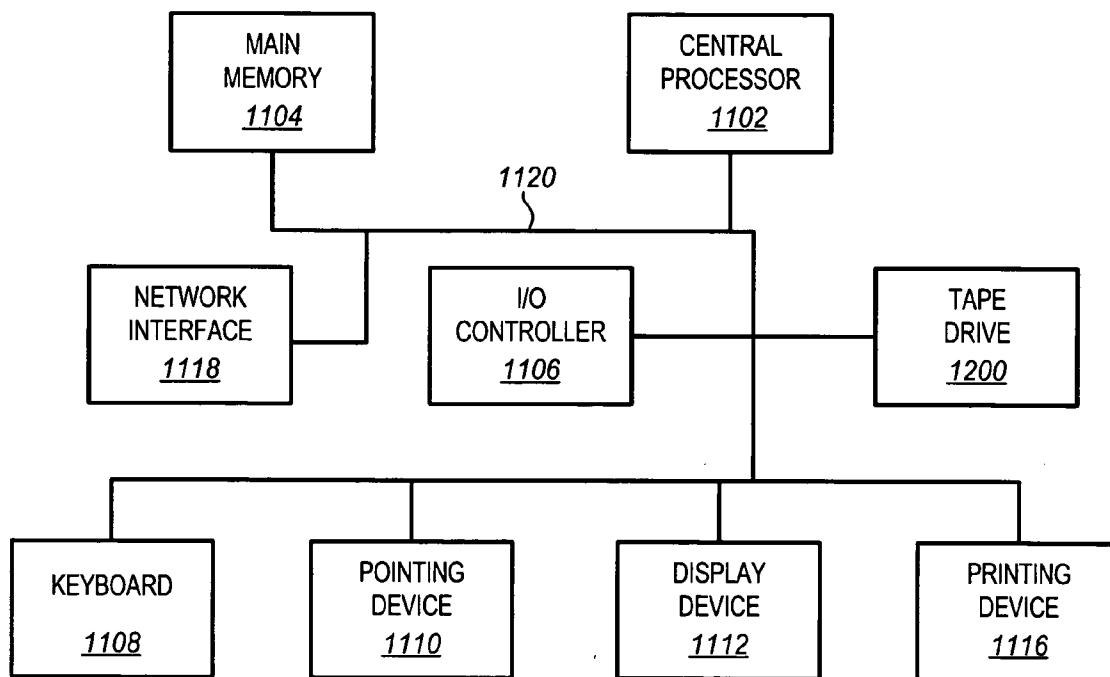 MAIN
MEMORY
1104
CENTRAL
PROCESSOR
1102
1120
NETWORK
INTERFACE
1118
I/O
CONTROLLER
1106
TAPE
DRIVE
1200
KEYBOARD
1108
POINTING
DEVICE
1110
DISPLAY
DEVICE
1112
PRINTING
DEVICE
1116